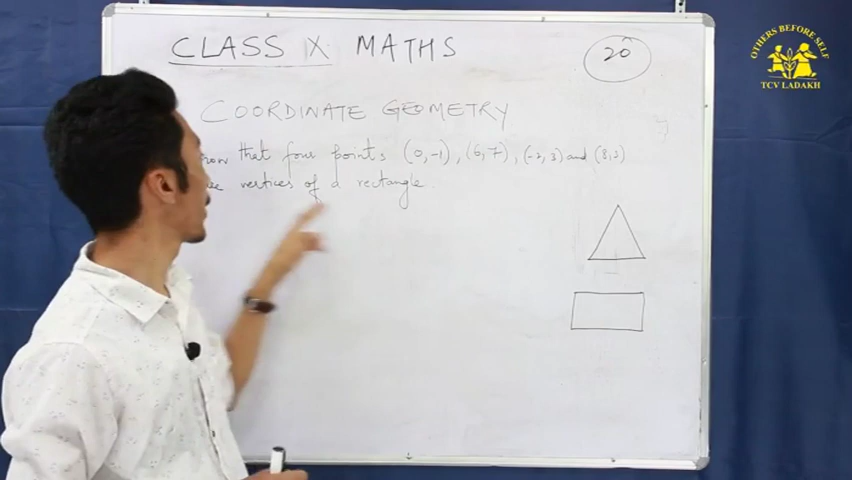 CLASS X MATHS
20
COORDINATE GEOMETRY
that four points (0,-1), (6,7), (-2,3) and (8,3)
vertices of a rectangle.
OTHERS BEFORE SELF
TCV LADAKH